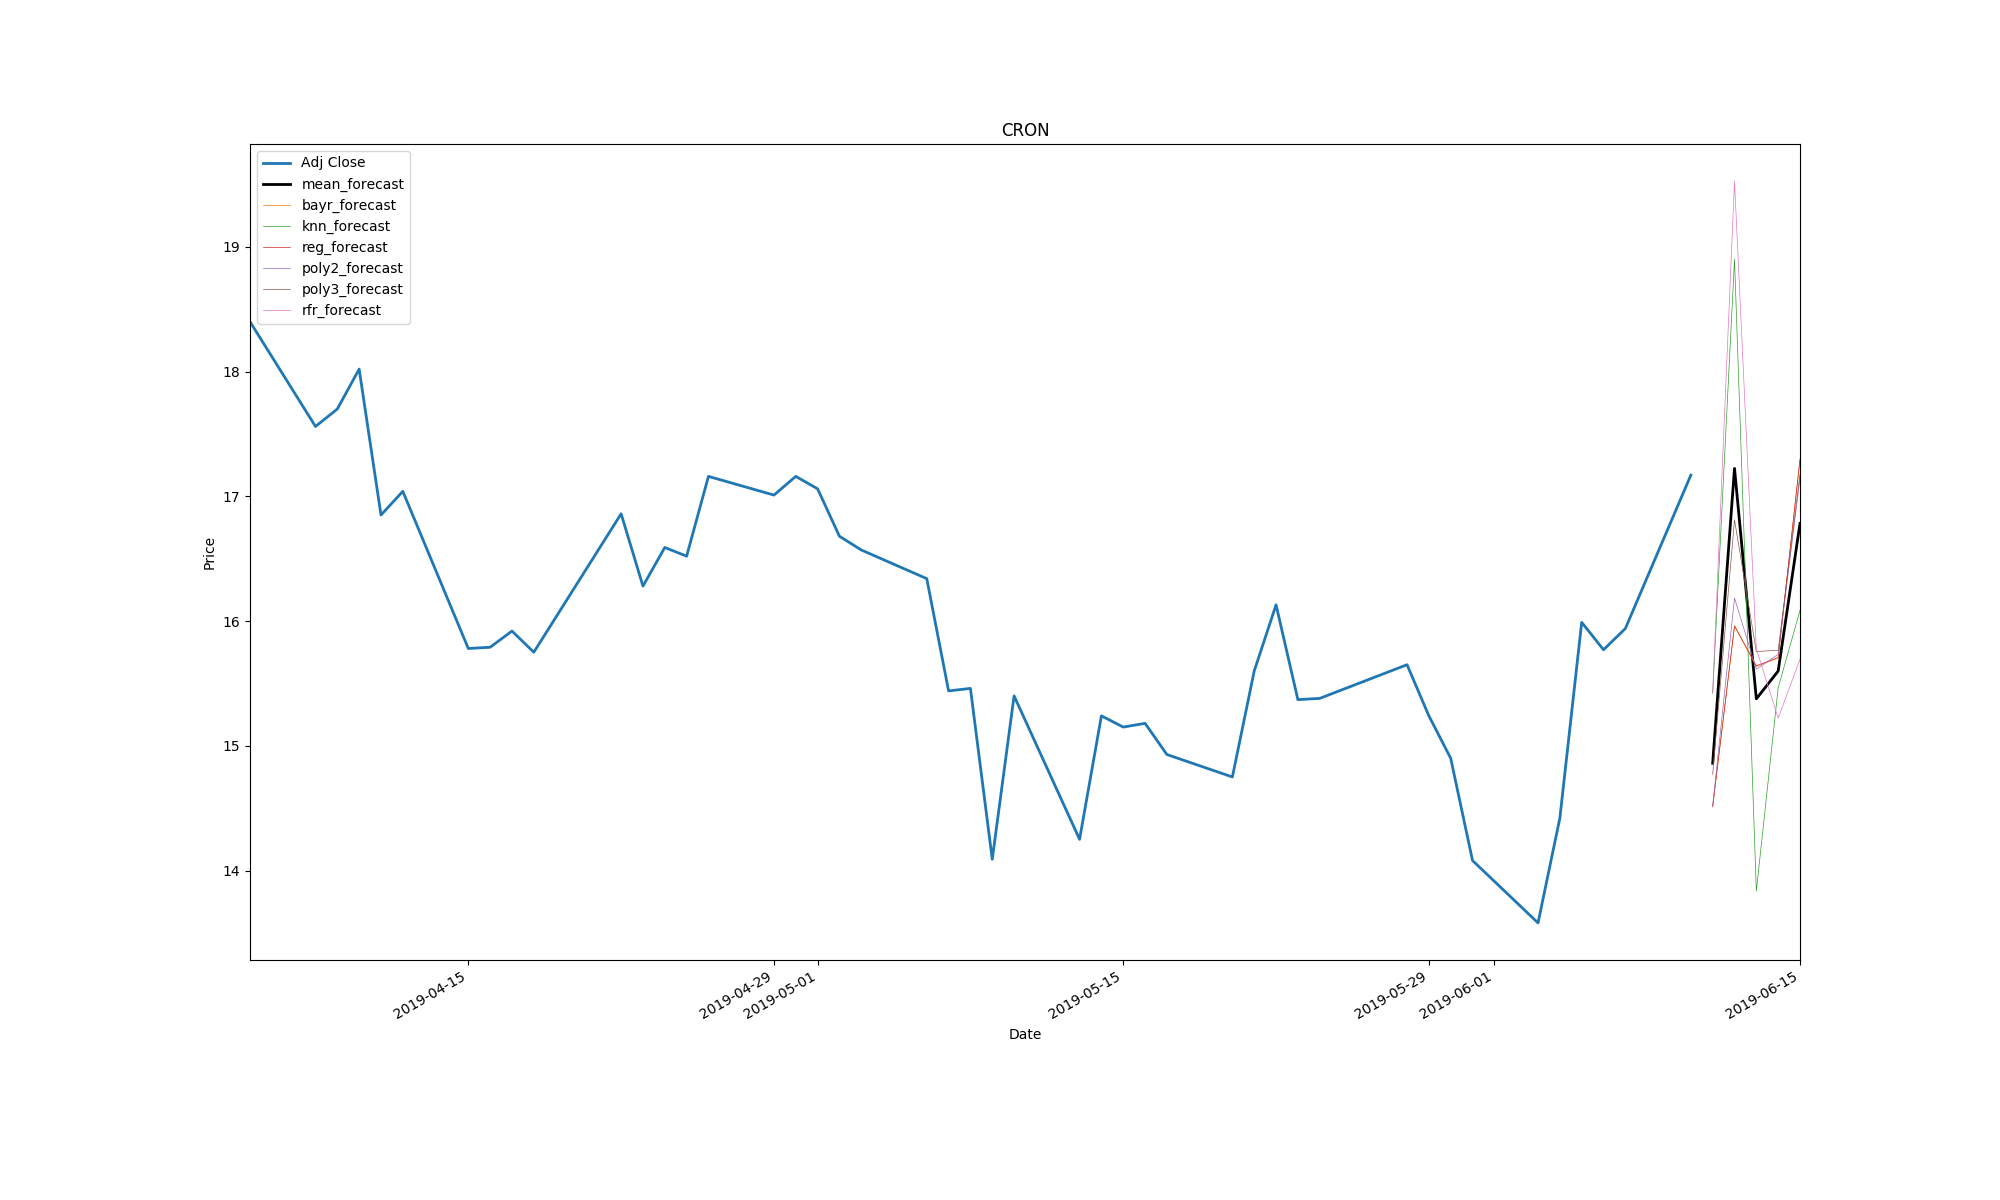 CRON
Adj Close
mean_forecast
bayr_forecast
knn_forecast
reg_forecast
poly2_forecast
poly3_forecast
rfr_forecast
19
18
17
16
15
14
Price
2019-04-15
2019-04-29
2019-05-01
2019-05-15
2019-05-29
2019-06-01
2019-06-15
Date